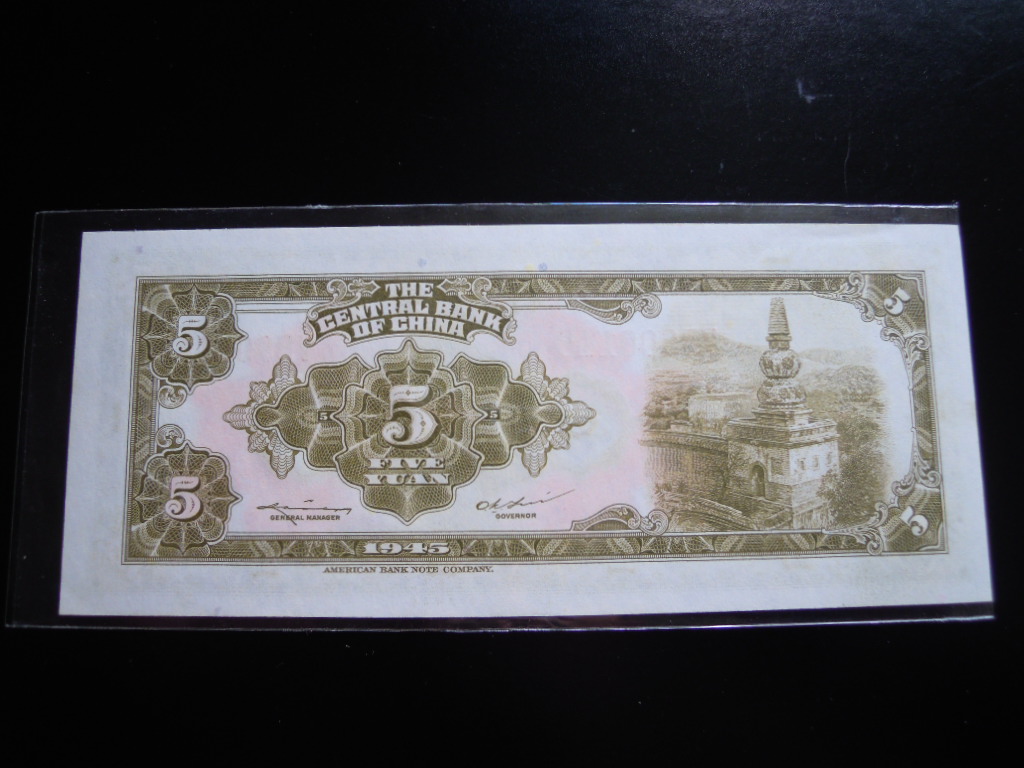 THE
CENTRAL BANK
OF CHINA
5
5
5
5
5
5
FIVE
YUAN
5
5
GENERAL MANAGER
GOVERNOR
1945
AMERICAN BANK NOTE COMPANY.